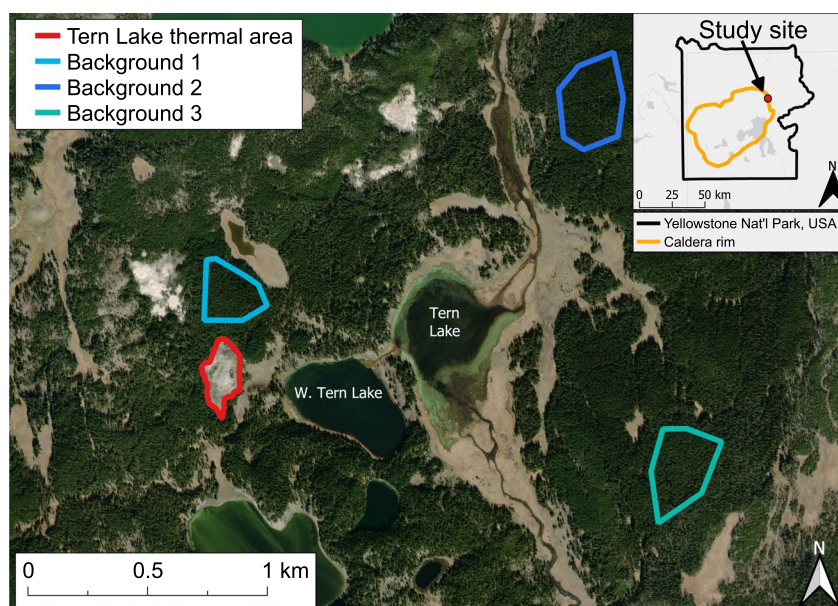 Tern Lake thermal area
Background 1
Background 2
Background 3
Study site
N
0 25 50 km
Yellowstone Nat'l Park, USA
Caldera rim
Tern
Lake
W. Tern Lake
0 0.5 1 km
N